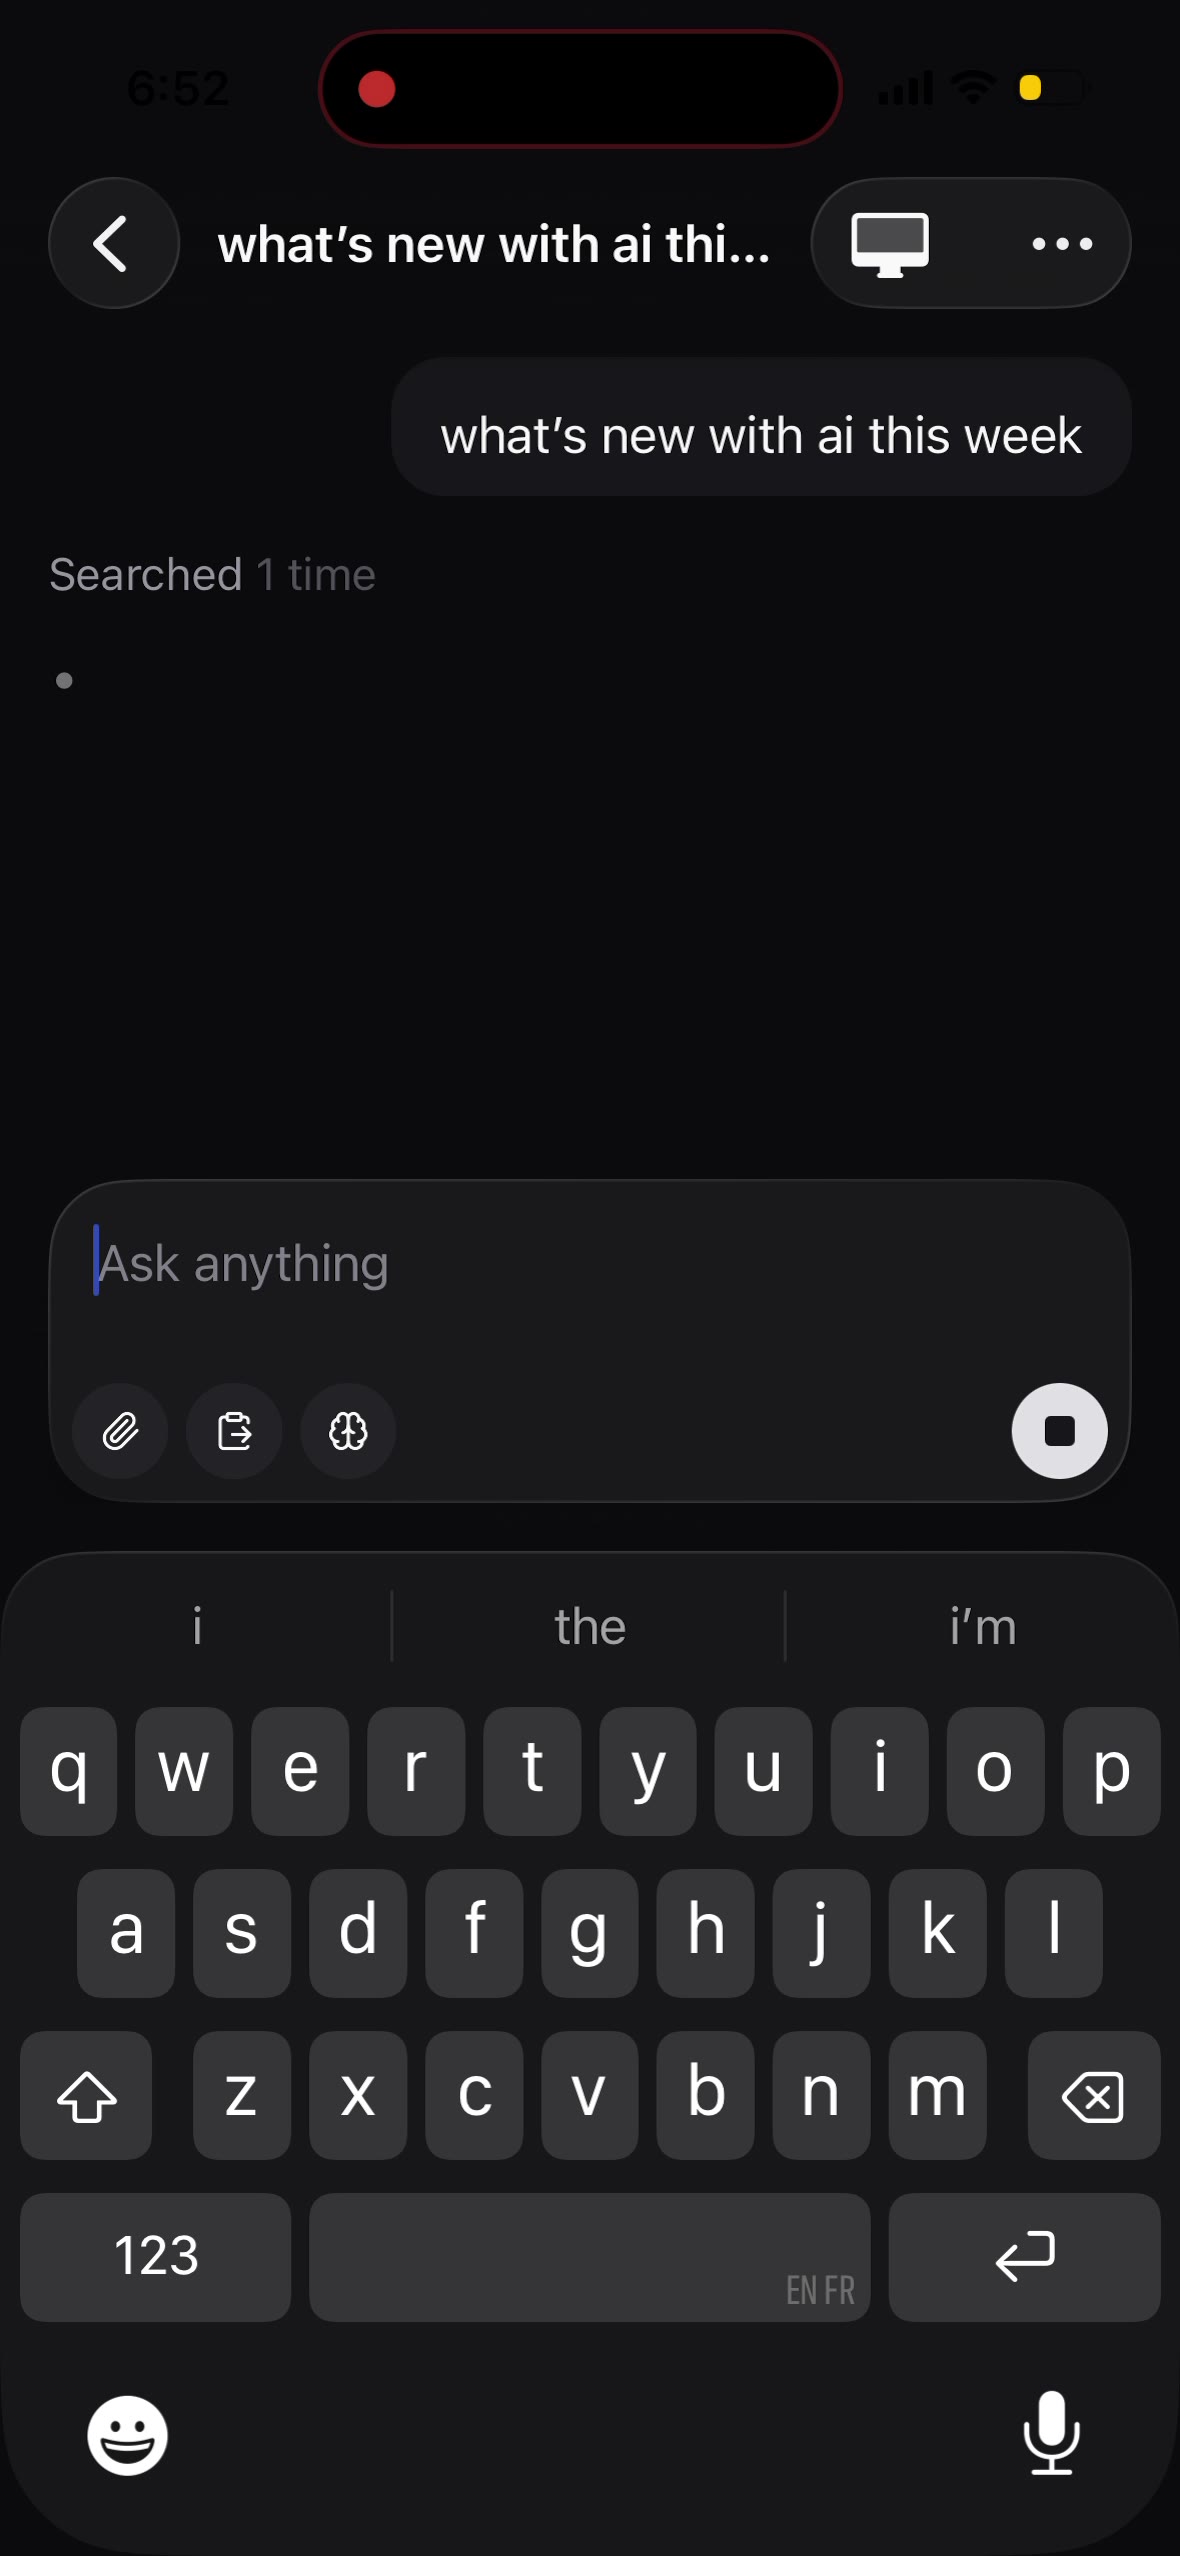 6:52
what’s new with ai thi...
what’s new with ai this week
Searched 1 time
Ask anything
i the i’m
q w e r t y u i o p
a s d f g h j k l
z x c v b n m
123
EN FR